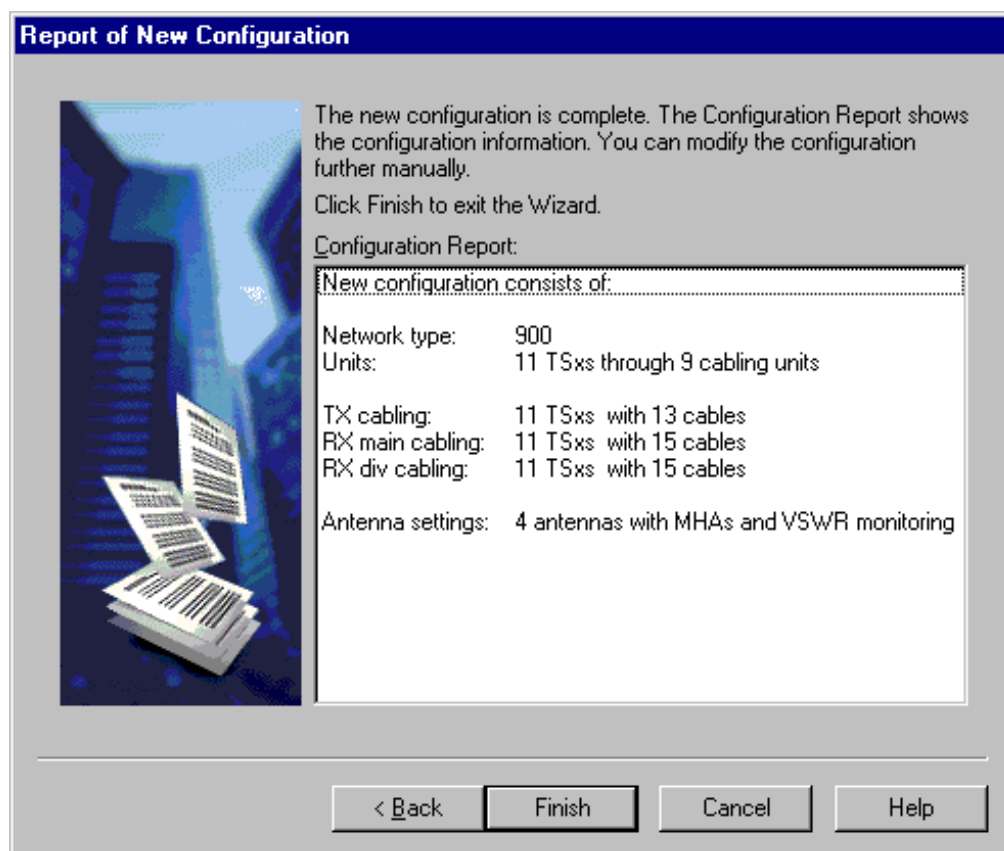 Report of New Configuration
The new configuration is complete. The Configuration Report shows
the configuration information. You can modify the configuration
further manually.
Click Finish to exit the Wizard.
Configuration Report:
New configuration consists of:
Network type: 900
Units: 11 TSxs through 9 cabling units
TX cabling: 11 TSxs with 13 cables
RX main cabling: 11 TSxs with 15 cables
RX div cabling: 11 TSxs with 15 cables
Antenna settings: 4 antennas with MHAs and VSWR monitoring
< Back Finish Cancel Help